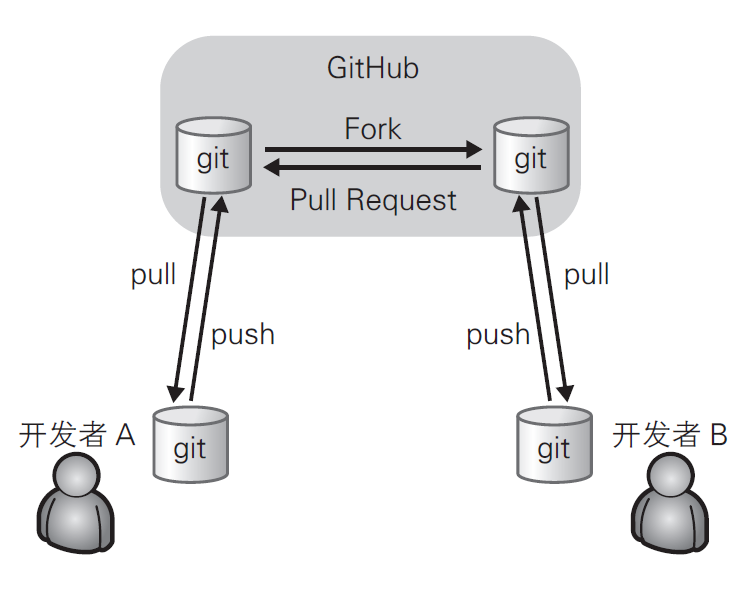 GitHub
Fork
git
git
Pull Request
pull
pull
push
push
开发者 A
git
git
开发者 B